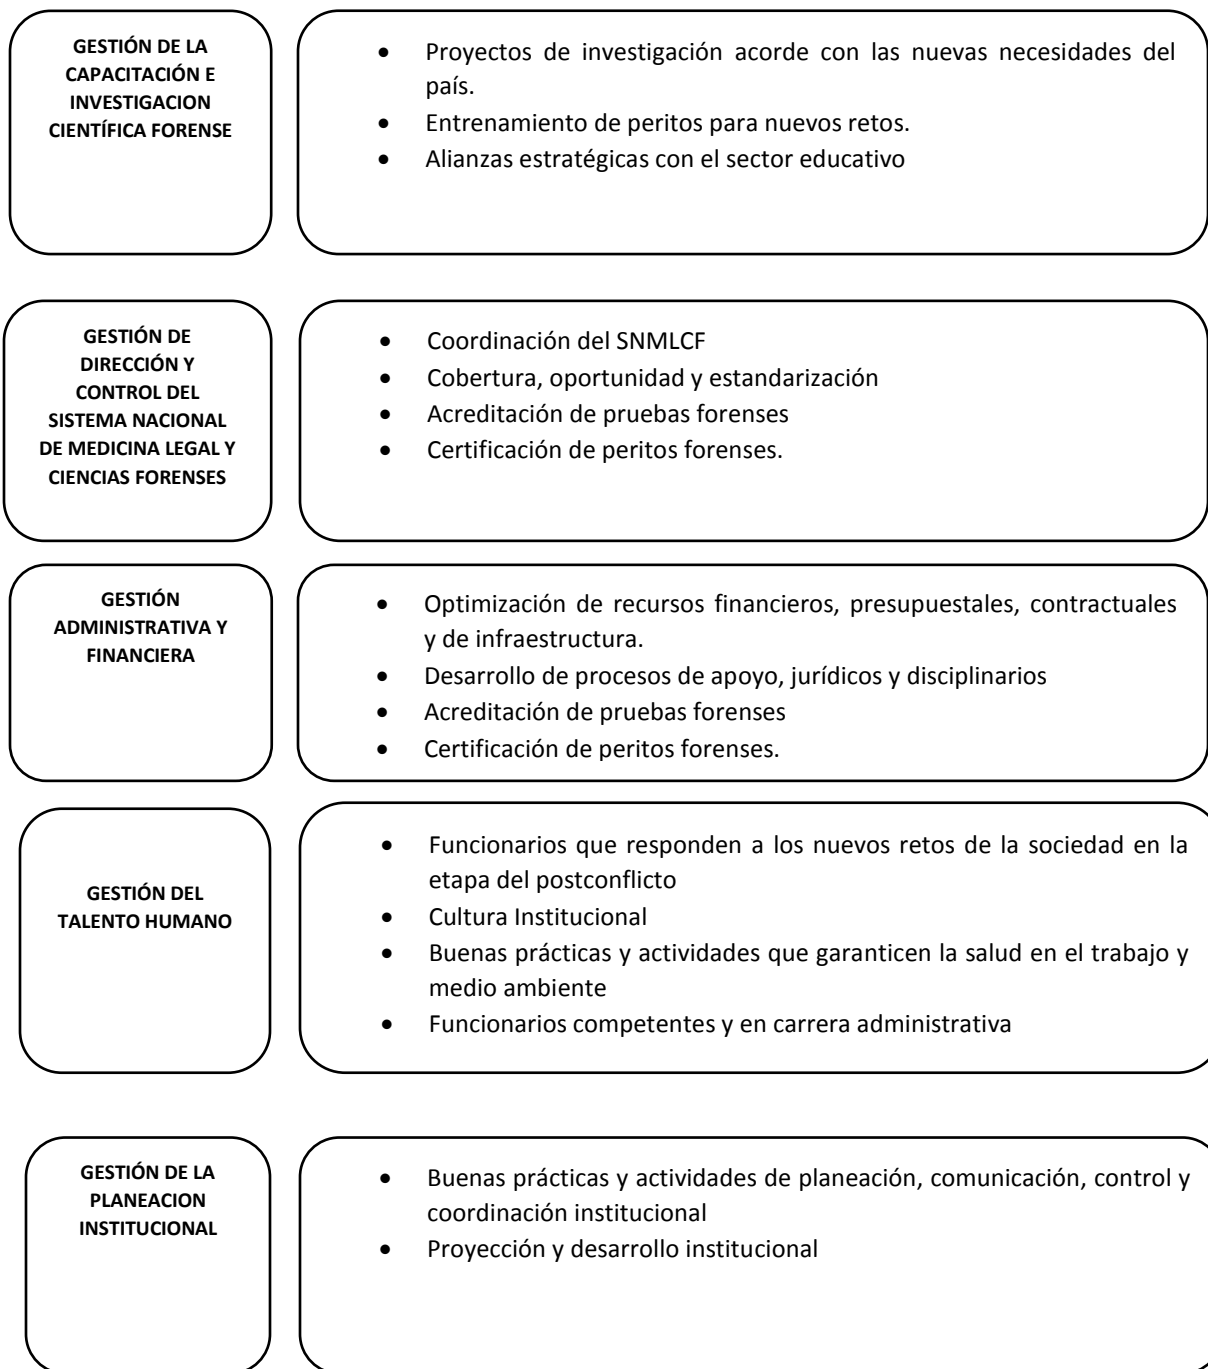 GESTIÓN DE LA
CAPACITACIÓN E
INVESTIGACION
CIENTÍFICA FORENSE
• Proyectos de investigación acorde con las nuevas necesidades del
país.
• Entrenamiento de peritos para nuevos retos.
• Alianzas estratégicas con el sector educativo
GESTIÓN DE
DIRECCIÓN Y
CONTROL DEL
SISTEMA NACIONAL
DE MEDICINA LEGAL Y
CIENCIAS FORENSES
• Coordinación del SNMLCF
• Cobertura, oportunidad y estandarización
• Acreditación de pruebas forenses
• Certificación de peritos forenses.
GESTIÓN
ADMINISTRATIVA Y
FINANCIERA
• Optimización de recursos financieros, presupuestales, contractuales
y de infraestructura.
• Desarrollo de procesos de apoyo, jurídicos y disciplinarios
• Acreditación de pruebas forenses
• Certificación de peritos forenses.
GESTIÓN DEL
TALENTO HUMANO
• Funcionarios que responden a los nuevos retos de la sociedad en la
etapa del postconflicto
• Cultura Institucional
• Buenas prácticas y actividades que garanticen la salud en el trabajo y
medio ambiente
• Funcionarios competentes y en carrera administrativa
GESTIÓN DE LA
PLANEACION
INSTITUCIONAL
• Buenas prácticas y actividades de planeación, comunicación, control y
coordinación institucional
• Proyección y desarrollo institucional